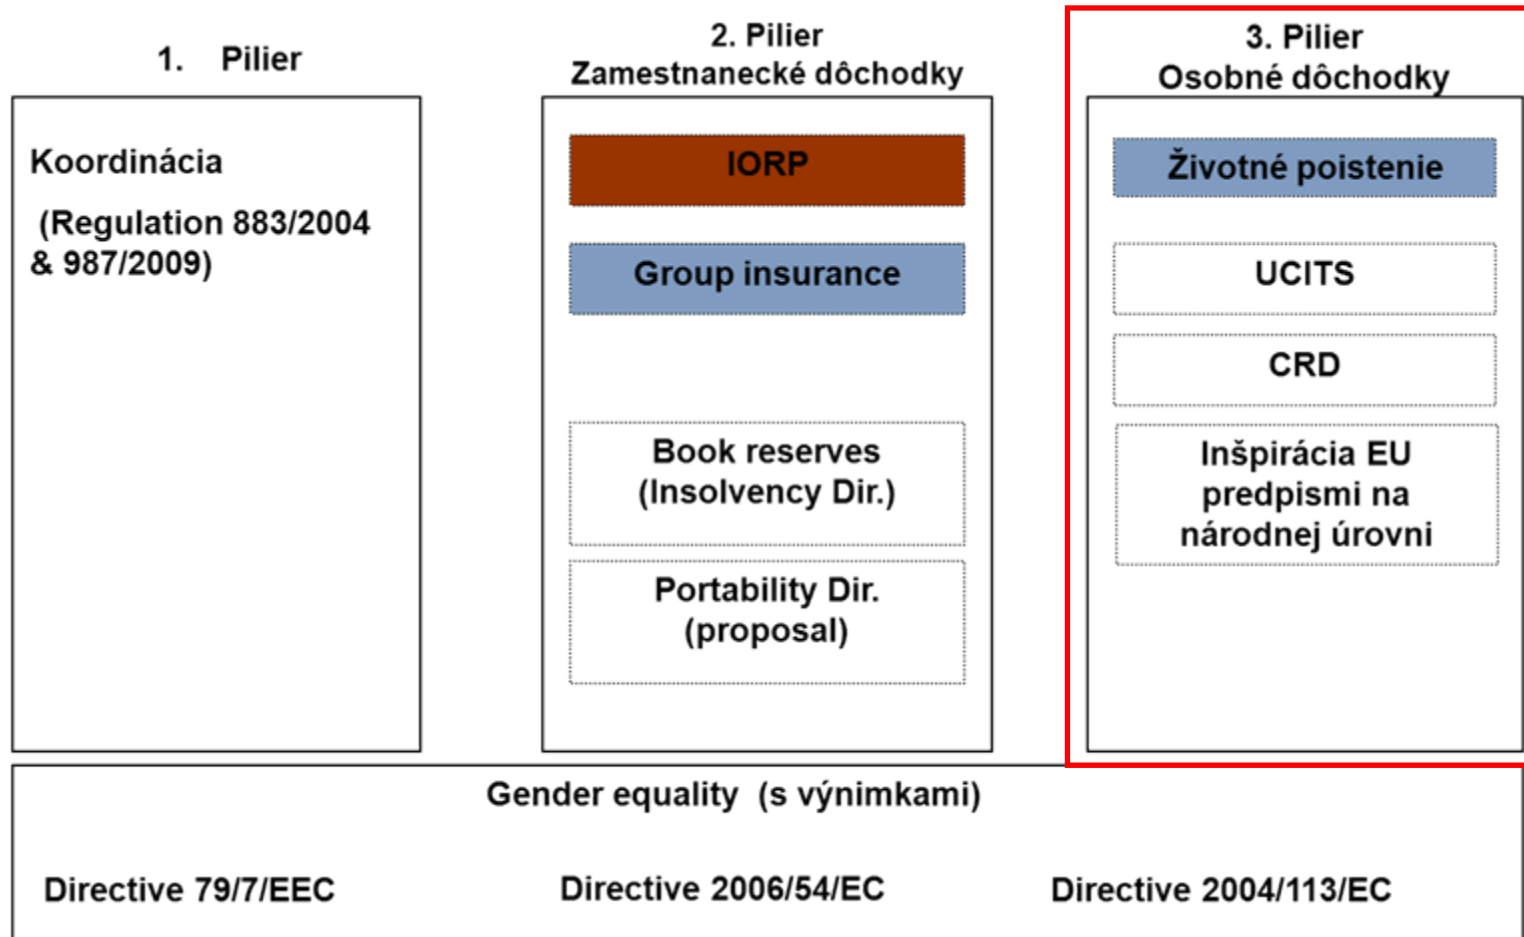 1. Pilier
Koordinácia
(Regulation 883/2004
& 987/2009)
2. Pilier
Zamestnanecké dôchodky
IORP
Group insurance
Book reserves
(Insolvency Dir.)
Portability Dir.
(proposal)
3. Pilier
Osobné dôchodky
Životné poistenie
UCITS
CRD
Inšpirácia EU
predpismi na
národnej úrovni
Gender equality (s výnimkami)
Directive 79/7/EEC
Directive 2006/54/EC
Directive 2004/113/EC